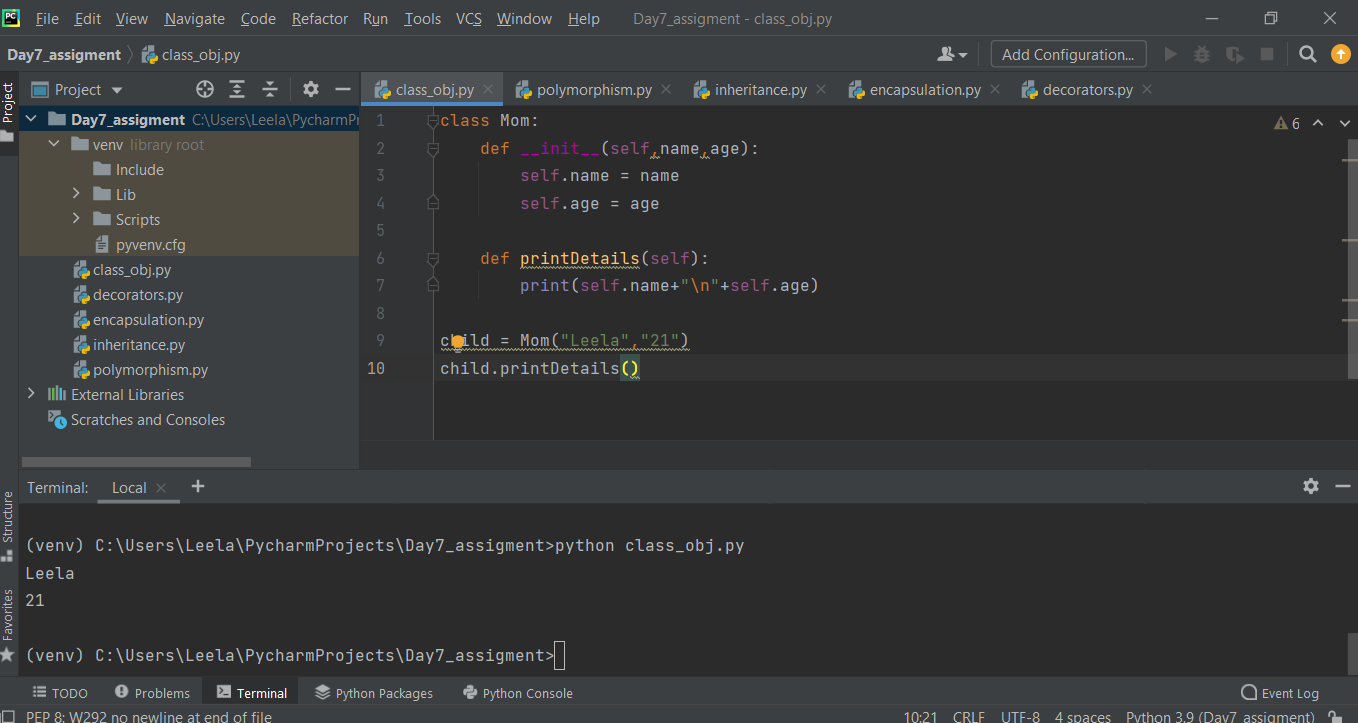 PC File Edit View Navigate Code Refactor Run Tools VCS Window Help Day7_assigment - class_obj.py
Day7_assigment class_obj.py Add Configuration...
Project
Project
class_obj.py polymorphism.py inheritance.py encapsulation.py decorators.py
Day7_assigment C:\Users\Leela\PycharmPr
venv library root
Include
Lib
Scripts
pyvenv.cfg
class_obj.py
decorators.py
encapsulation.py
inheritance.py
polymorphism.py
External Libraries
Scratches and Consoles
6
1 class Mom:
2 def __init__(self,name,age):
3 self.name = name
4 self.age = age
5
6 def printDetails(self):
7 print(self.name+"\n"+self.age)
8
9 child = Mom("Leela","21")
10 child.printDetails()
Structure
Favorites
Terminal: Local +
(venv) C:\Users\Leela\PycharmProjects\Day7_assigment>python class_obj.py
Leela
21
(venv) C:\Users\Leela\PycharmProjects\Day7_assigment>
TODO Problems Terminal Python Packages Python Console Event Log
PEP 8: W292 no newline at end of file 10:21 CRLF UTF-8 4 spaces Python 3.9 (Day7_assigment)